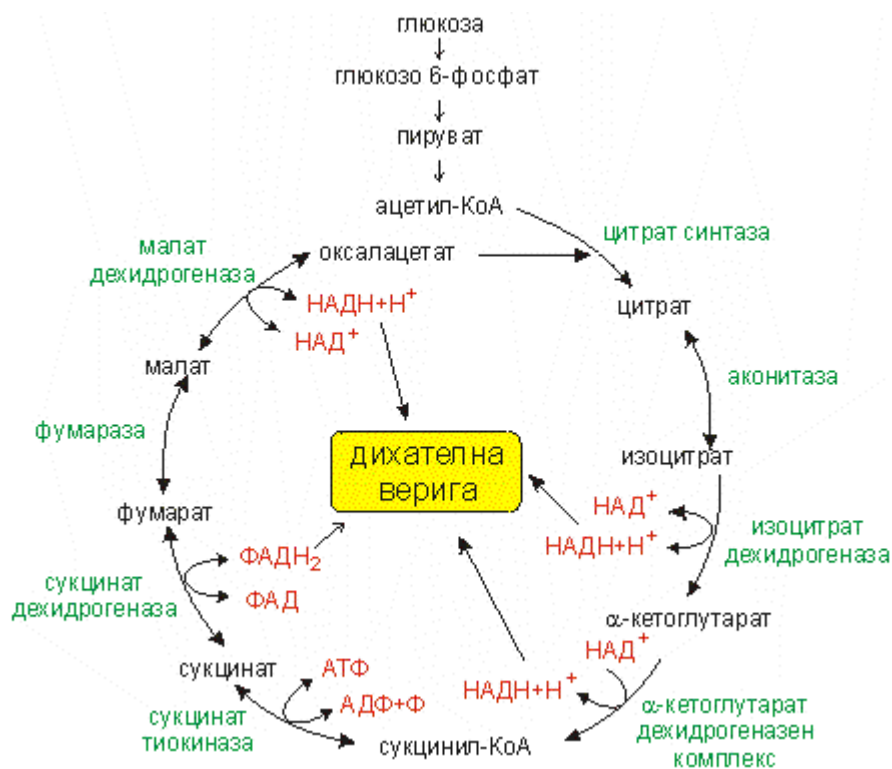 глюкоза
глюкозо 6-фосфат
пируват
ацетил-КоА
цитрат синтаза
малат
дехидрогеназа
оксалацетат
НАДН+Н⁺
НАД⁺
цитрат
малат
аконитаза
фумараза
дихателна
верига
изоцитрат
фумарат
НАД⁺
НАДН+Н⁺
изоцитрат
дехидрогеназа
ФАДН₂
ФАД
сукцинат
дехидрогеназа
α-кетоглутарат
НАД⁺
сукцинат
АТФ
АДФ+Ф
НАДН+Н⁺
α-кетоглутарат
дехидрогеназен
комплекс
сукцинат
тиокиназа
сукцинил-КоА